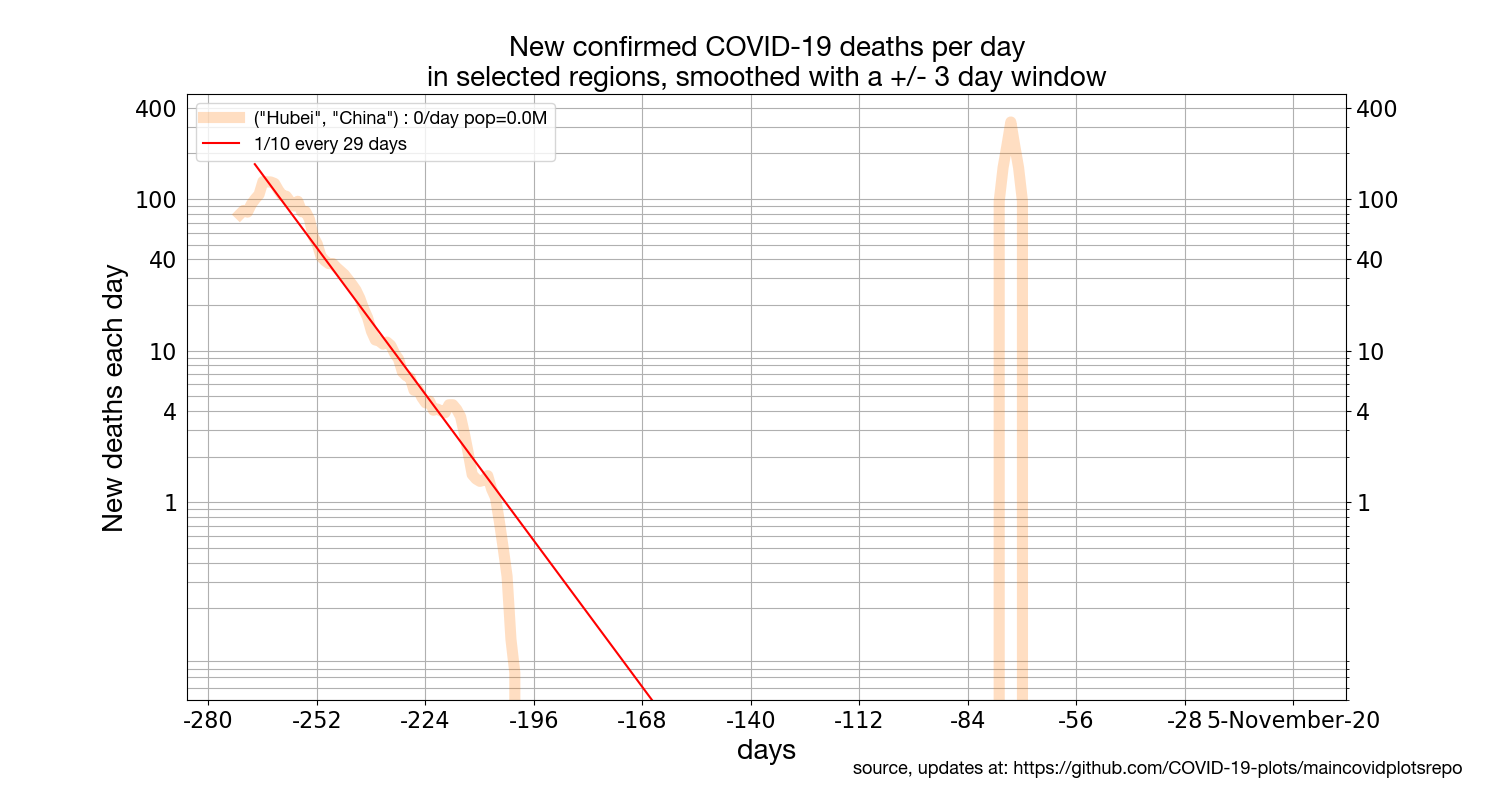 New confirmed COVID-19 deaths per day
in selected regions, smoothed with a +/- 3 day window
("Hubei", "China") : 0/day pop=0.0M
1/10 every 29 days
New deaths each day
400
100
40
10
4
1
400
100
40
10
4
1
-280 -252 -224 -196 -168 -140 -112 -84 -56 -28 5-November-20
days
source, updates at: https://github.com/COVID-19-plots/maincovidplotsrepo